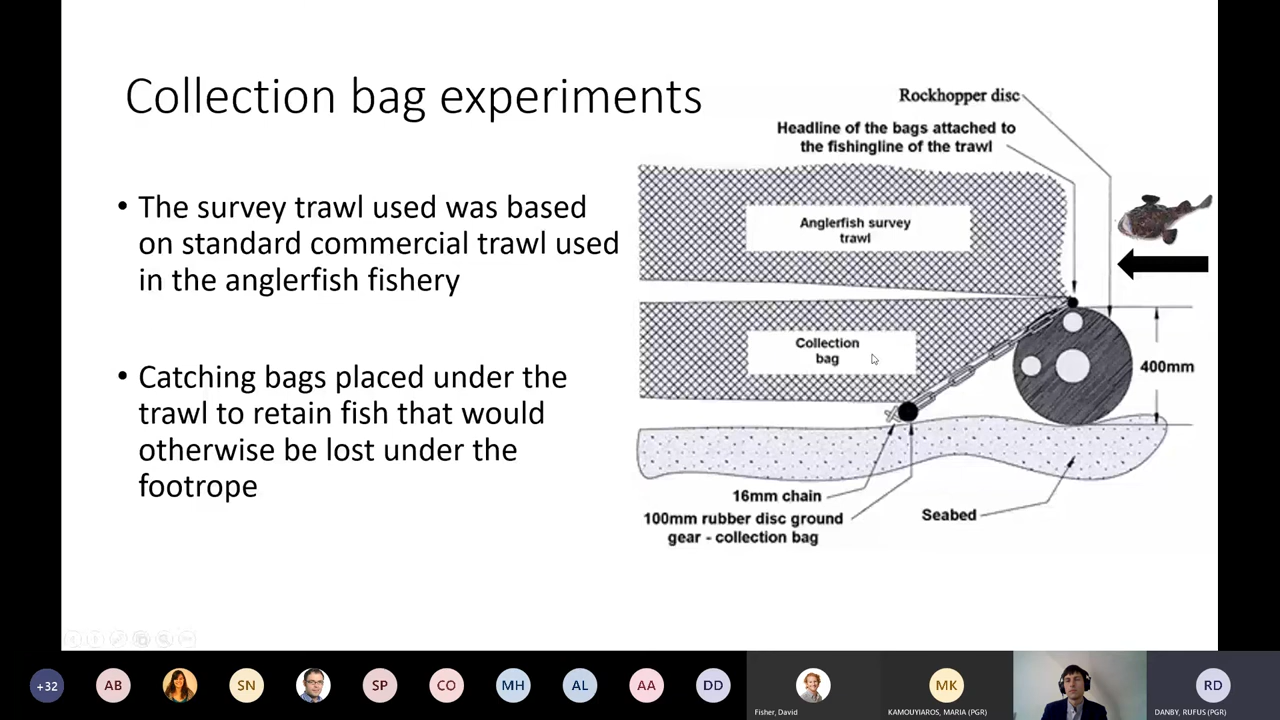 Collection bag experiments
• The survey trawl used was based
on standard commercial trawl used
in the anglerfish fishery
• Catching bags placed under the
trawl to retain fish that would
otherwise be lost under the
footrope
Rockhopper disc
Headline of the bags attached to
the fishingline of the trawl
Anglerfish survey
trawl
Collection
bag
400mm
16mm chain
100mm rubber disc ground
gear - collection bag
Seabed
+32
AB
SN
SP
CO
MH
AL
AA
DD
Fisher, David
MK
KAMOUYIAROS, MARIA (PGR)
RD
DANBY, RUFUS (PGR)